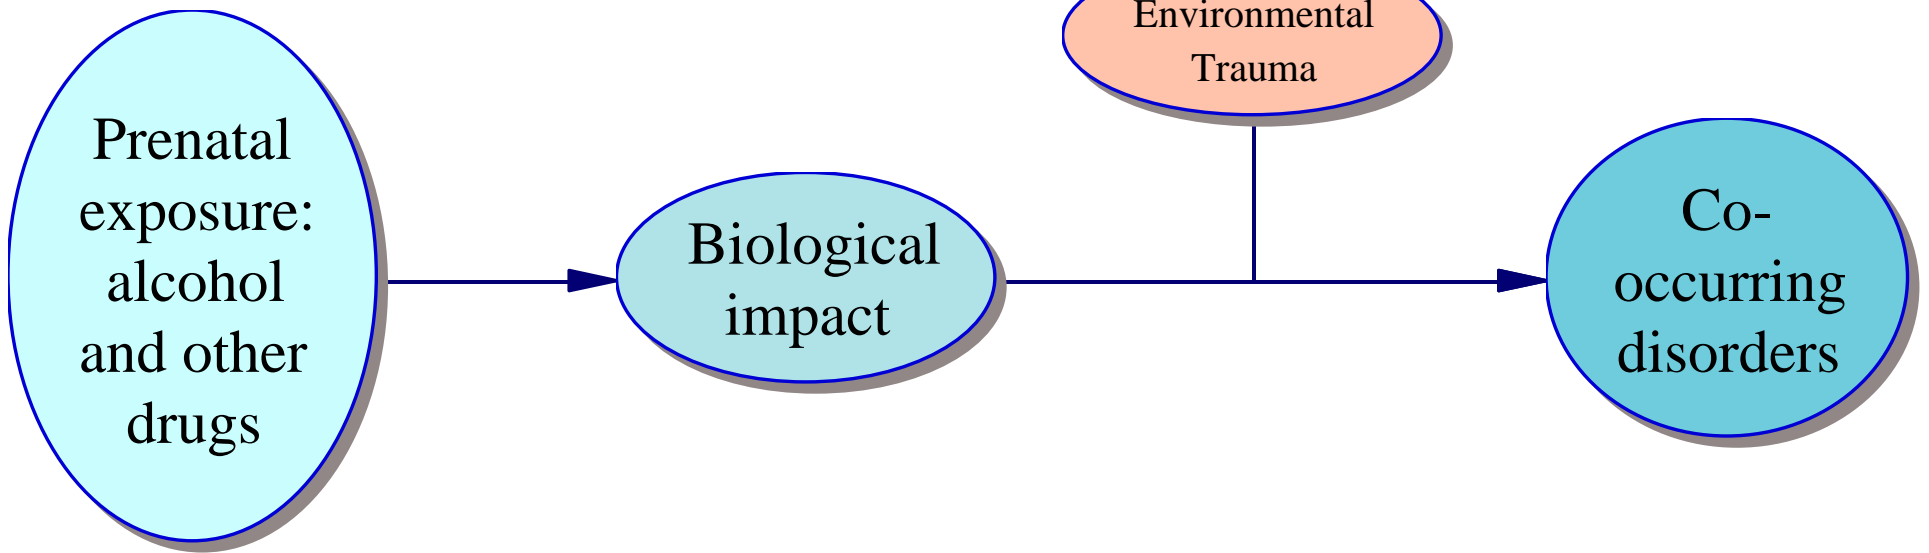 Environmental
Trauma
Prenatal
exposure:
alcohol
and other
drugs
Biological
impact
Co-
occurring
disorders